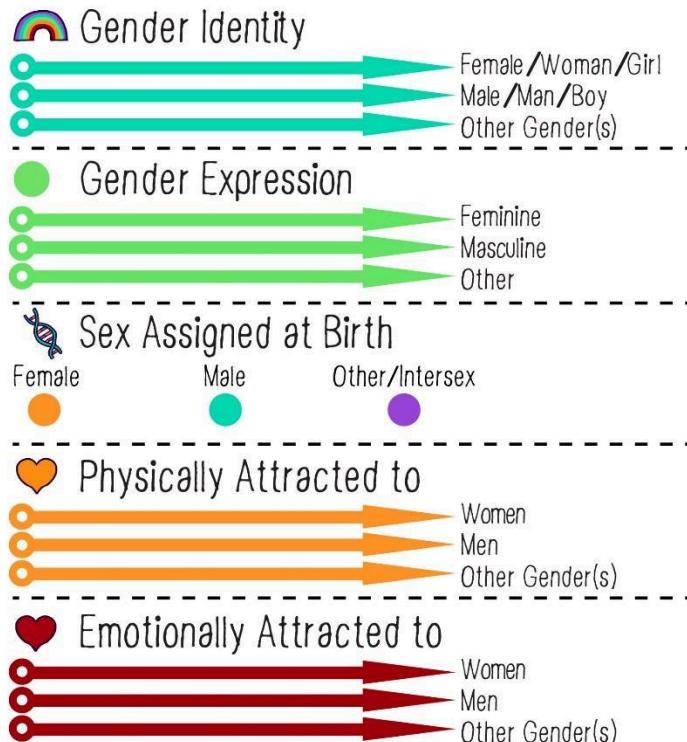 Gender Identity
Female/Woman/Girl
Male/Man/Boy
Other Gender(s)
Gender Expression
Feminine
Masculine
Other
Sex Assigned at Birth
Female Male Other/Intersex
Physically Attracted to
Women
Men
Other Gender(s)
Emotionally Attracted to
Women
Men
Other Gender(s)